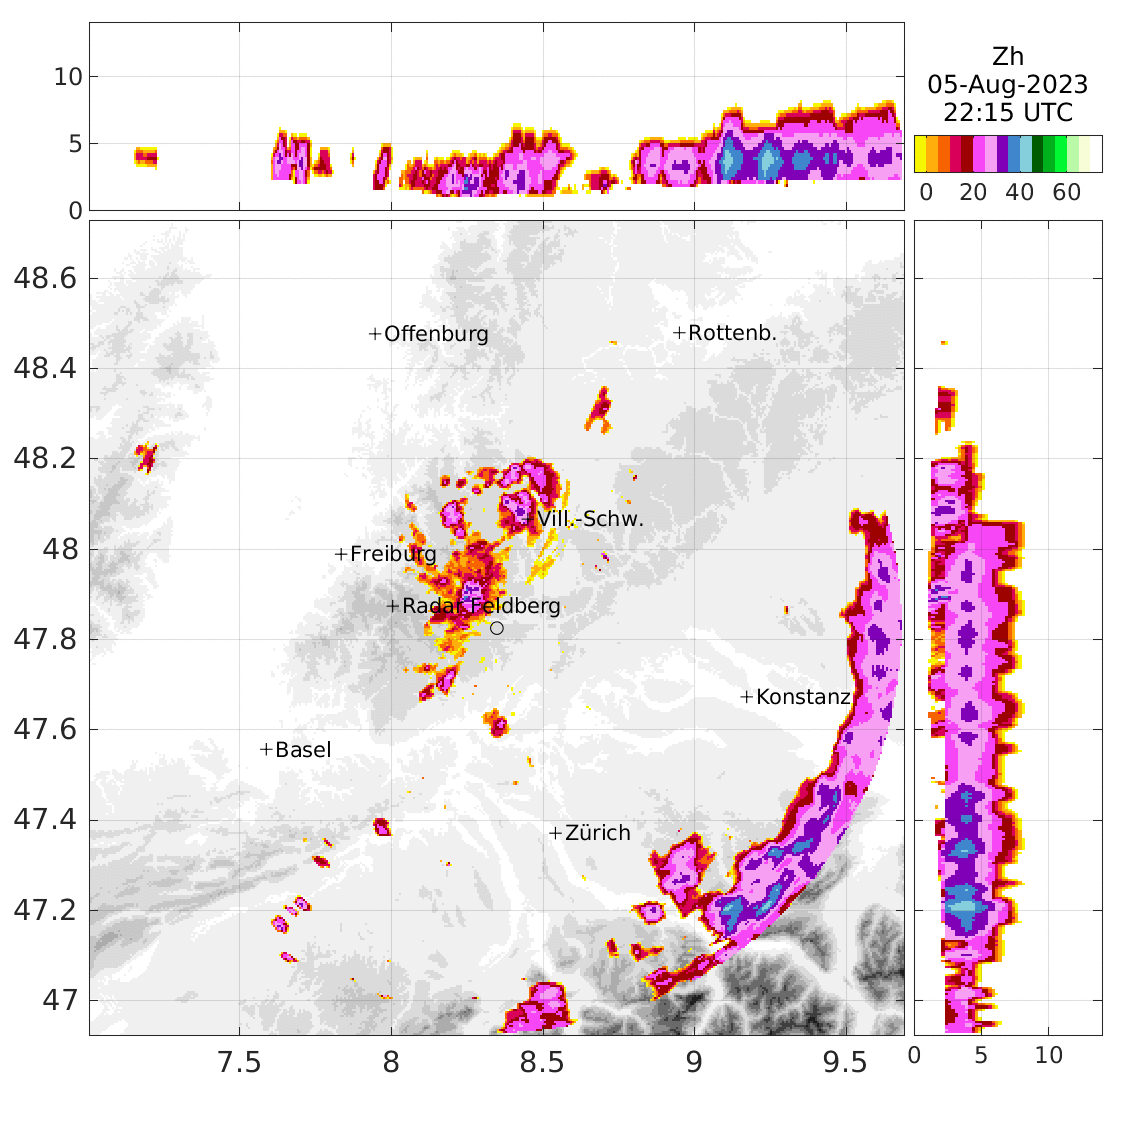 10
5
0
Zh
05-Aug-2023
22:15 UTC
0 20 40 60
48.6
48.4
48.2
48
47.8
47.6
47.4
47.2
47
Offenburg
Rottenb.
Vill.-Schw.
Freiburg
Radar Feldberg
Konstanz
Basel
Zürich
7.5 8 8.5 9 9.5
0 5 10